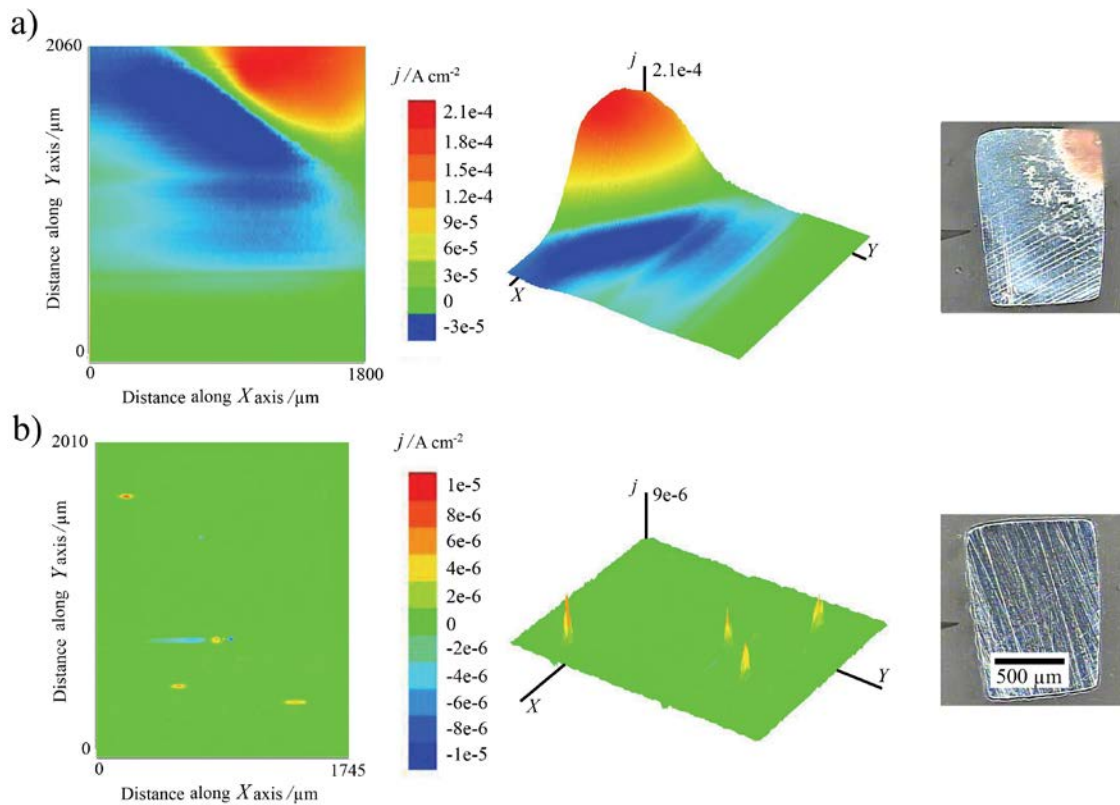 a)
2060
Distance along Y axis/μm
0
0
1800
Distance along X axis/μm
j/A cm-2
2.1e-4
1.8e-4
1.5e-4
1.2e-4
9e-5
6e-5
3e-5
0
-3e-5
j
2.1e-4
X
Y
b)
2010
Distance along Y axis/μm
0
0
1745
Distance along X axis/μm
j/A cm-2
1e-5
8e-6
6e-6
4e-6
2e-6
0
-2e-6
-4e-6
-6e-6
-8e-6
-1e-5
j
9e-6
X
Y
500 μm